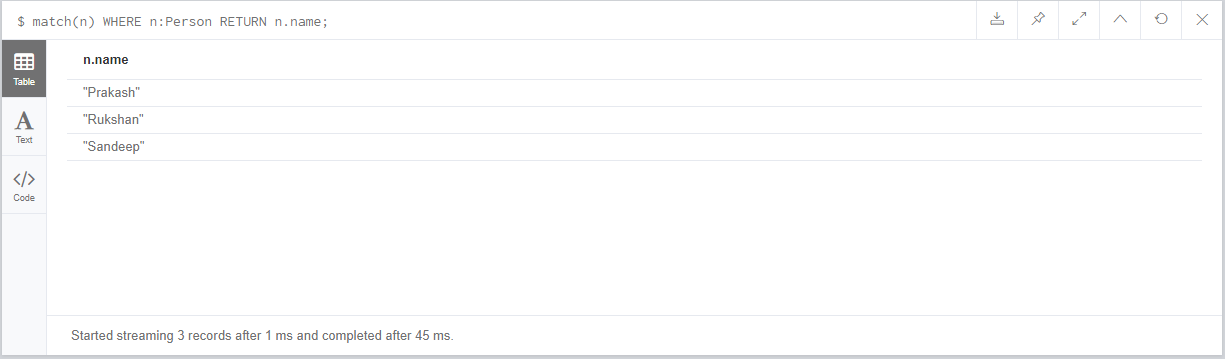 $ match(n) WHERE n:Person RETURN n.name;
Table
A
Text
</>
Code
n.name
"Prakash"
"Rukshan"
"Sandeep"
Started streaming 3 records after 1 ms and completed after 45 ms.